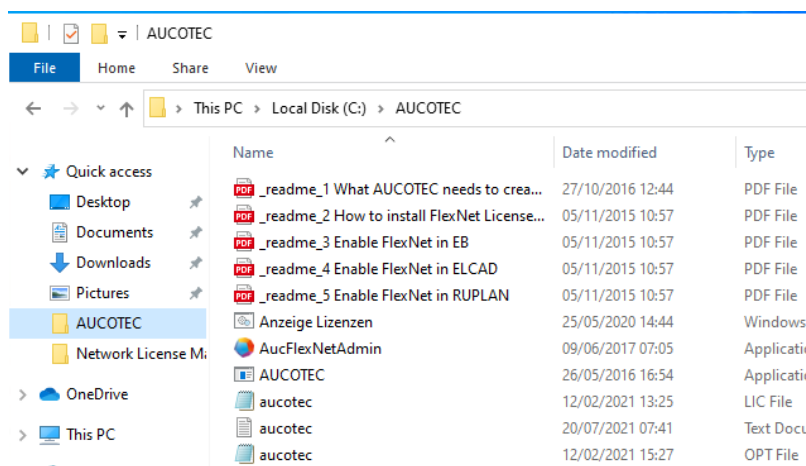 AUCOTEC
File Home Share View
This PC > Local Disk (C:) > AUCOTEC
Name Date modified Type
Quick access
Desktop
Documents
Downloads
Pictures
AUCOTEC
Network License Ma
OneDrive
This PC
PDF _readme_1 What AUCOTEC needs to crea... 27/10/2016 12:44 PDF File
PDF _readme_2 How to install FlexNet License... 05/11/2015 10:57 PDF File
PDF _readme_3 Enable FlexNet in EB 05/11/2015 10:57 PDF File
PDF _readme_4 Enable FlexNet in ELCAD 05/11/2015 10:57 PDF File
PDF _readme_5 Enable FlexNet in RUPLAN 05/11/2015 10:57 PDF File
Anzeige Lizenzen 25/05/2020 14:44 Windows
AucFlexNetAdmin 09/06/2017 07:05 Applicati
AUCOTEC 26/05/2016 16:54 Applicati
aucotec 12/02/2021 13:25 LIC File
aucotec 20/07/2021 07:41 Text Docu
aucotec 12/02/2021 15:27 OPT File